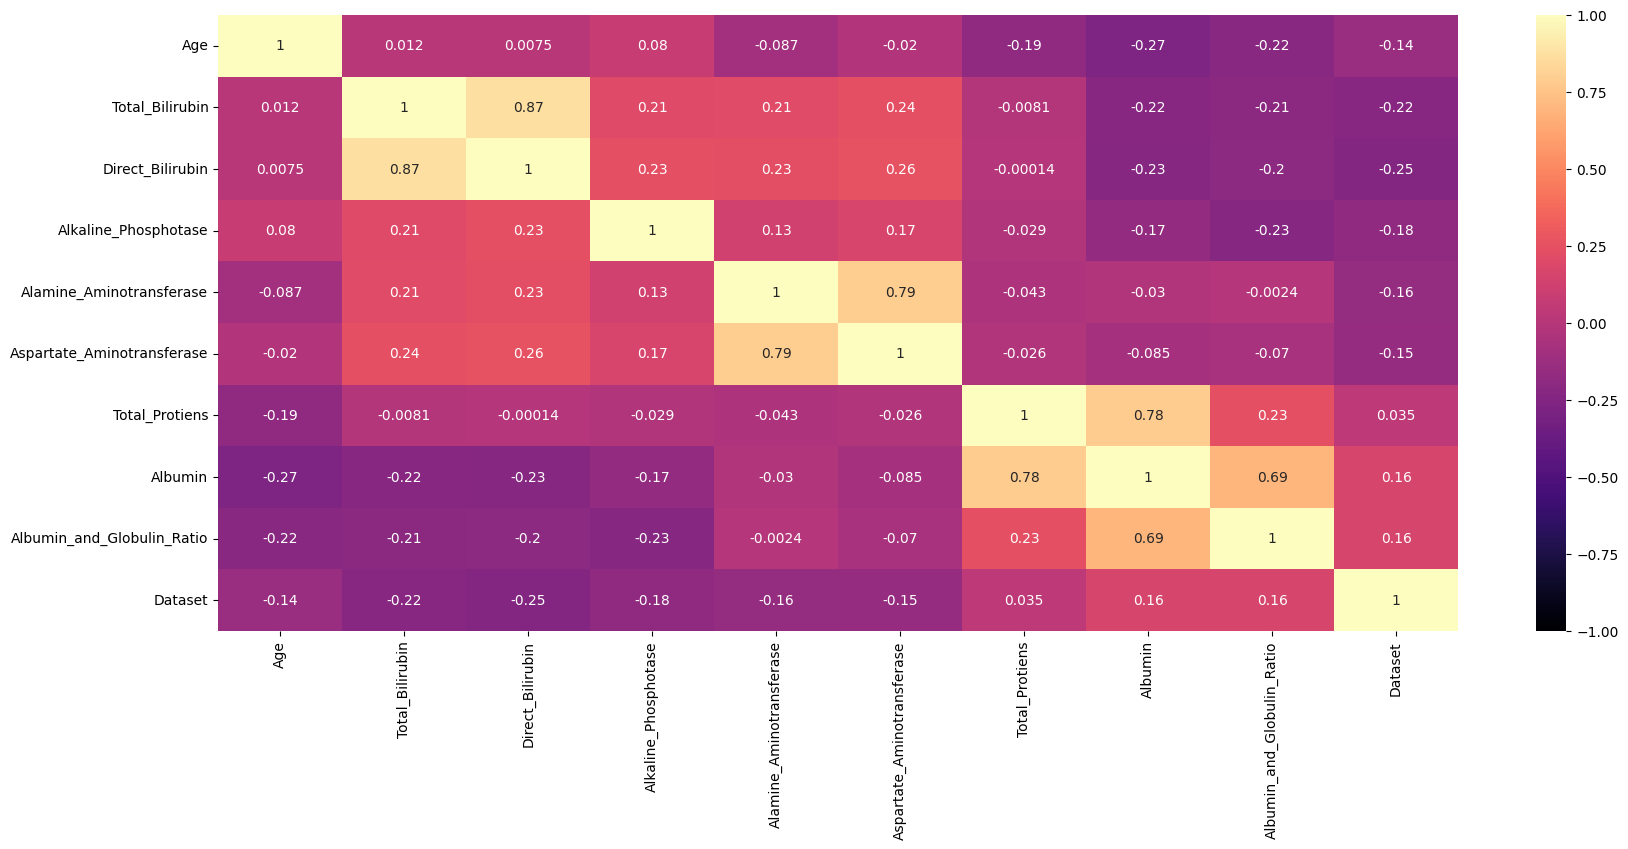 Age 1 0.012 0.0075 0.08 -0.087 -0.02 -0.19 -0.27 -0.22 -0.14
Total_Bilirubin 0.012 1 0.87 0.21 0.21 0.24 -0.0081 -0.22 -0.21 -0.22
Direct_Bilirubin 0.0075 0.87 1 0.23 0.23 0.26 -0.00014 -0.23 -0.2 -0.25
Alkaline_Phosphotase 0.08 0.21 0.23 1 0.13 0.17 -0.029 -0.17 -0.23 -0.18
Alamine_Aminotransferase -0.087 0.21 0.23 0.13 1 0.79 -0.043 -0.03 -0.0024 -0.16
Aspartate_Aminotransferase -0.02 0.24 0.26 0.17 0.79 1 -0.026 -0.085 -0.07 -0.15
Total_Protiens -0.19 -0.0081 -0.00014 -0.029 -0.043 -0.026 1 0.78 0.23 0.035
Albumin -0.27 -0.22 -0.23 -0.17 -0.03 -0.085 0.78 1 0.69 0.16
Albumin_and_Globulin_Ratio -0.22 -0.21 -0.2 -0.23 -0.0024 -0.07 0.23 0.69 1 0.16
Dataset -0.14 -0.22 -0.25 -0.18 -0.16 -0.15 0.035 0.16 0.16 1
Age
Total_Bilirubin
Direct_Bilirubin
Alkaline_Phosphotase
Alamine_Aminotransferase
Aspartate_Aminotransferase
Total_Protiens
Albumin
Albumin_and_Globulin_Ratio
Dataset
1.00
0.75
0.50
0.25
0.00
−0.25
−0.50
−0.75
−1.00